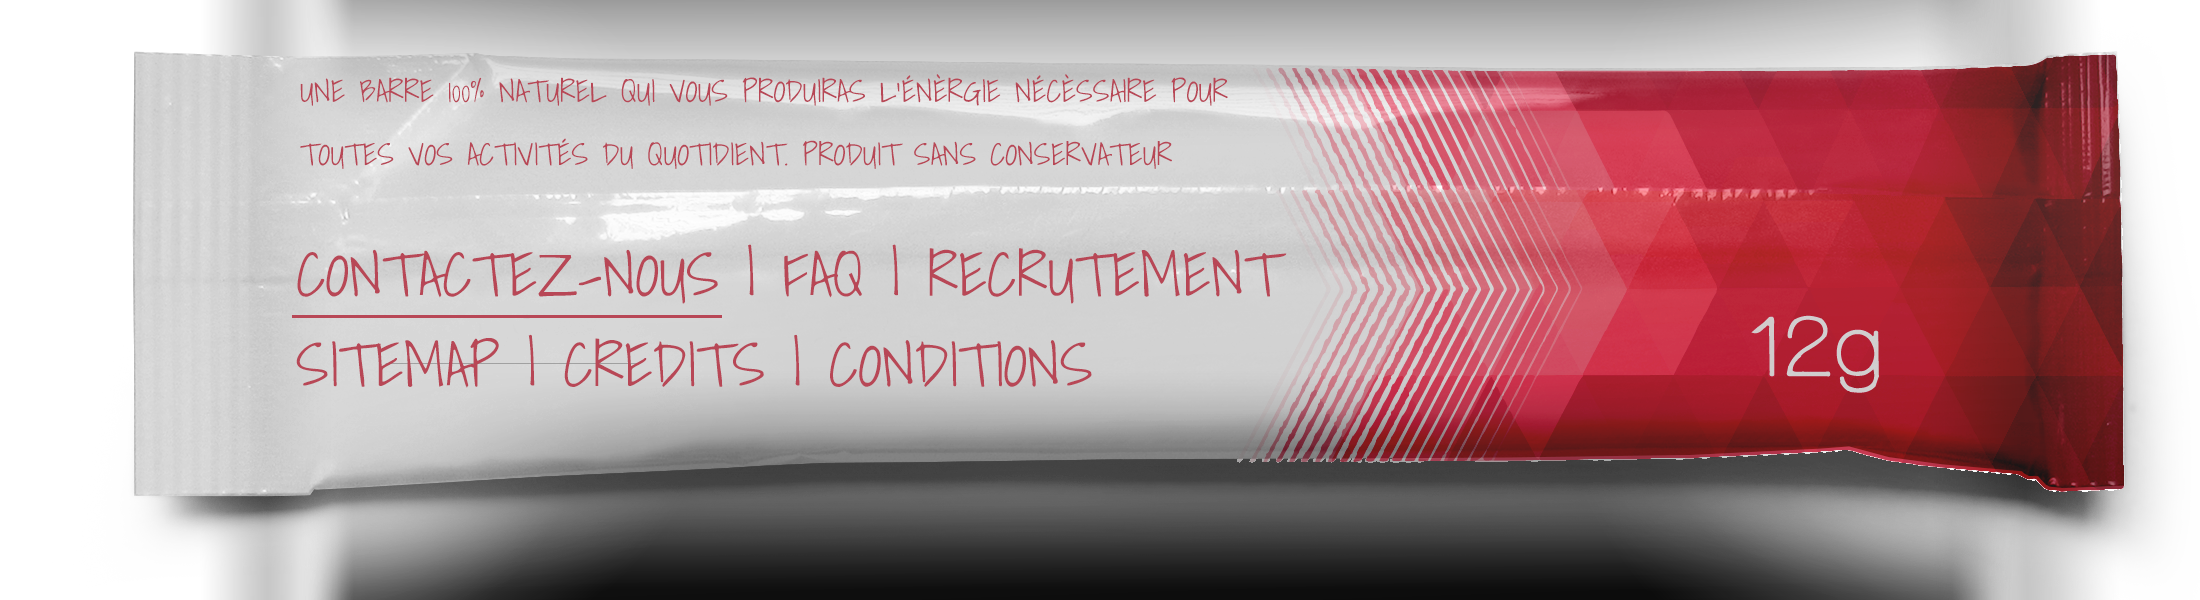 UNE BARRE 100% NATUREL QUI VOUS PRODUIRAS L'ÉNÈRGIE NÉCÈSSAIRE POUR
TOUTES VOS ACTIVITÉS DU QUOTIDIENT. PRODUIT SANS CONSERVATEUR
CONTACTEZ-NOUS | FAQ | RECRUTEMENT
SITEMAP | CREDITS | CONDITIONS
12g